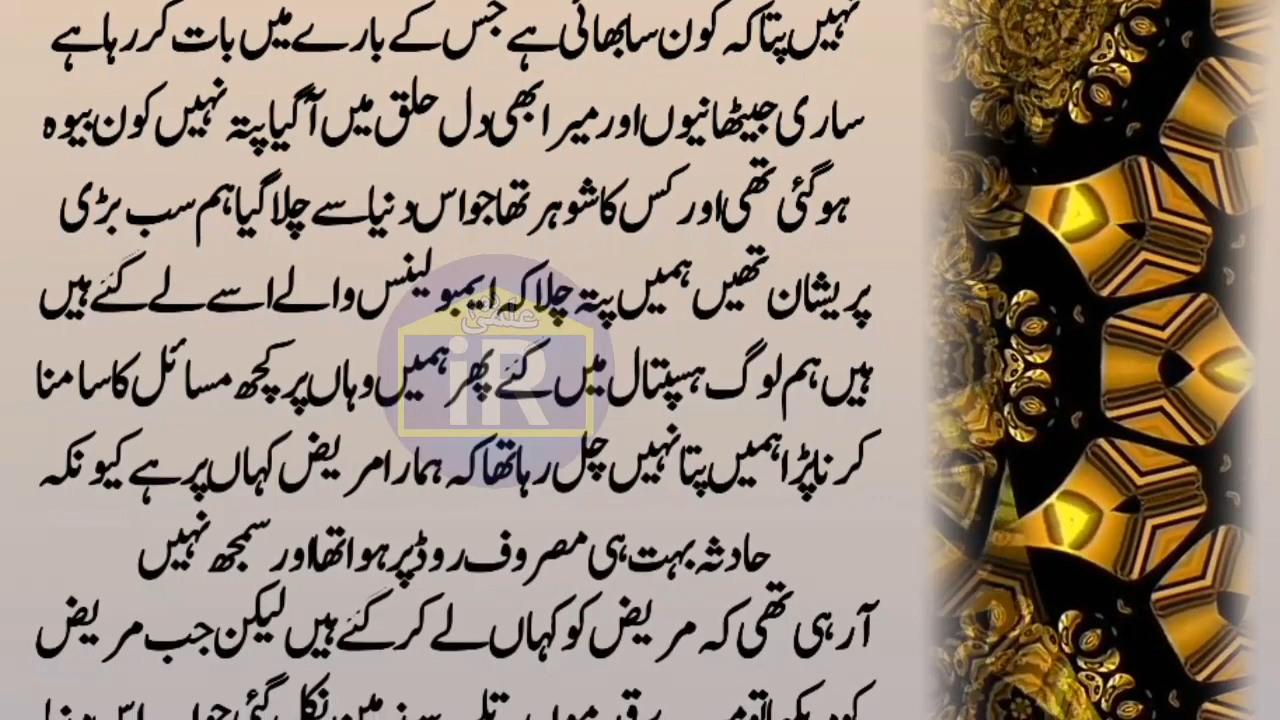 نہیں پتا کہ کون سا بھائی ہے جس کے بارے میں بات کر رہا ہے
ساری جیٹھانیوں اور میرا بھی دل حلق میں آگیا پتہ نہیں کون بیوہ
ہوگئی تھی اور کس کا شوہر تھا جو اس دنیا سے چلا گیا ہم سب بڑی
پریشان تھیں ہمیں پتہ چلا کہ ایمبولینس والے اسے لے گئے ہیں
ہیں ہم لوگ ہسپتال میں گئے پھر ہمیں وہاں پر کچھ مسائل کا سامنا
کرنا پڑا ہمیں پتا نہیں چل رہا تھا کہ ہمارا مریض کہاں پر ہے کیونکہ
حادثہ بہت ہی مصروف روڈ پر ہوا تھا اور سمجھ نہیں
آ رہی تھی کہ مریض کو کہاں لے کر گئے ہیں لیکن جب مریض
علمی
iR